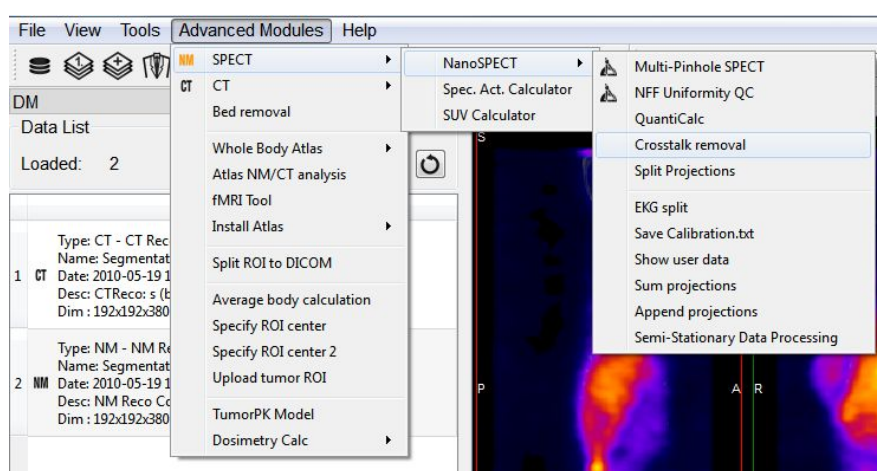 File View Tools Advanced Modules Help
DM
Data List
Loaded: 2
NM SPECT
CT CT
Bed removal
Whole Body Atlas
Atlas NM/CT analysis
fMRI Tool
Install Atlas
Split ROI to DICOM
Average body calculation
Specify ROI center
Specify ROI center 2
Upload tumor ROI
TumorPK Model
Dosimetry Calc
NanoSPECT
Spec. Act. Calculator
SUV Calculator
Multi-Pinhole SPECT
NFF Uniformity QC
QuantiCalc
Crosstalk removal
Split Projections
EKG split
Save Calibration.txt
Show user data
Sum projections
Append projections
Semi-Stationary Data Processing
Type: CT - CT Rec
Name: Segmentat
1 CT Date: 2010-05-19 1
Desc: CTReco: s (b
Dim : 192x192x380
Type: NM - NM Re
Name: Segmentat
2 NM Date: 2010-05-19 1
Desc: NM Reco Co
Dim : 192x192x380
S
P A R